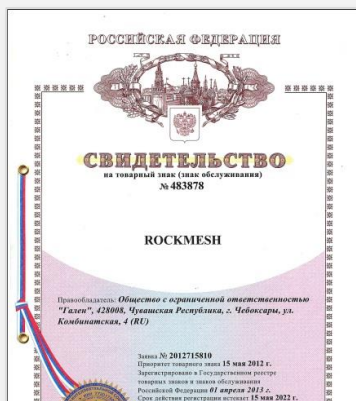 РОССИЙСКАЯ ФЕДЕРАЦИЯ
СВИДЕТЕЛЬСТВО
на товарный знак (знак обслуживания)
№ 483878
ROCKMESH
Правообладатель: Общество с ограниченной ответственностью
"Гален", 428008, Чувашская Республика, г. Чебоксары, ул.
Комбинатская, 4 (RU)
Заявка № 2012715810
Приоритет товарного знака 15 мая 2012 г.
Зарегистрировано в Государственном реестре
товарных знаков и знаков обслуживания
Российской Федерации 01 апреля 2013 г.
Срок действия регистрации истекает 15 мая 2022 г.